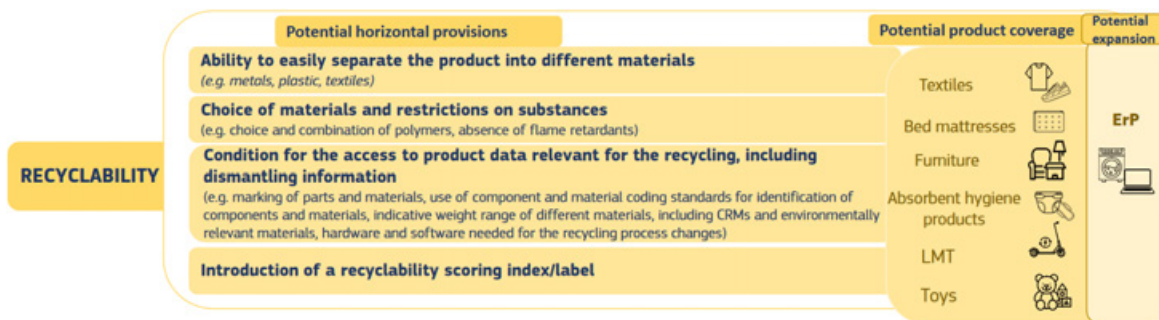 Potential horizontal provisions
Potential product coverage
Potential
expansion
RECYCLABILITY
Ability to easily separate the product into different materials
(e.g. metals, plastic, textiles)
Choice of materials and restrictions on substances
(e.g. choice and combination of polymers, absence of flame retardants)
Condition for the access to product data relevant for the recycling, including
dismantling information
(e.g. marking of parts and materials, use of component and material coding standards for identification of
components and materials, indicative weight range of different materials, including CRMs and environmentally
relevant materials, hardware and software needed for the recycling process changes)
Introduction of a recyclability scoring index/label
Textiles
Bed mattresses
Furniture
Absorbent hygiene
products
LMT
Toys
ErP